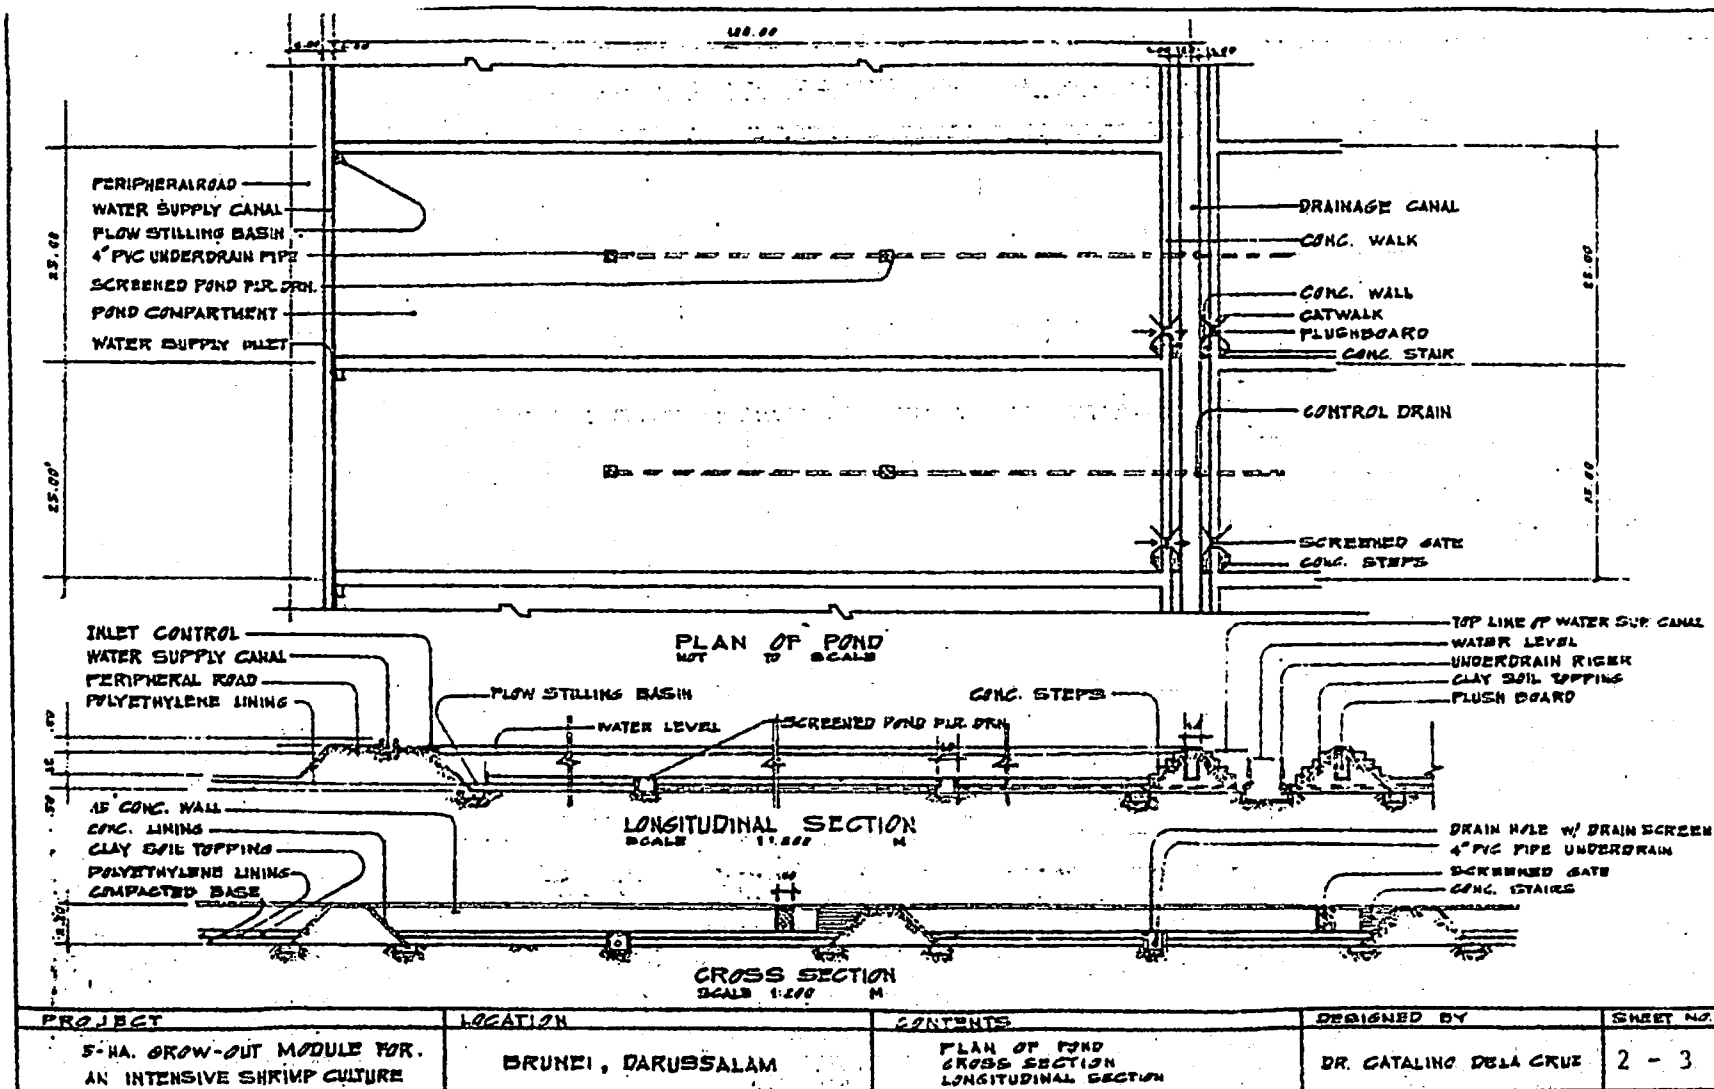 25.00
25.00
PERIPHERAL ROAD
WATER SUPPLY CANAL
FLOW STILLING BASIN
4" PVC UNDERDRAIN PIPE
SCREENED POND DRN.
POND COMPARTMENT
WATER SUPPLY INLET
DRAINAGE CANAL
CONC. WALK
CONC. WALL
CATWALK
FLUSHBOARD
CONC. STAIR
CONTROL DRAIN
SCREENED GATE
CONC. STEPS
PLAN OF POND
NOT TO SCALE
INLET CONTROL
WATER SUPPLY CANAL
PERIPHERAL ROAD
POLYETHYLENE LINING
FLOW STILLING BASIN
WATER LEVEL
SCREENED POND DRN
CONC. STEPS
TOP LINE OF WATER SUP. CANAL
WATER LEVEL
UNDERDRAIN RISER
CLAY SOIL TOPPING
FLUSH BOARD
LONGITUDINAL SECTION
SCALE M
.15 CONC. WALL
CONC. LINING
CLAY SOIL TOPPING
POLYETHYLENE LINING
COMPACTED BASE
DRAIN HOLE W/ DRAIN SCREEN
4" PVC PIPE UNDERDRAIN
SCREENED GATE
CONC. STAIRS
CROSS SECTION
SCALE 1:200 M
PROJECT
5-HA. GROW-OUT MODULE FOR.
AN INTENSIVE SHRIMP CULTURE
LOCATION
BRUNEI, DARUSSALAM
CONTENTS
PLAN OF POND
CROSS SECTION
LONGITUDINAL SECTION
DESIGNED BY
DR. CATALINO DELA CRUZ
SHEET NO.
2 - 3